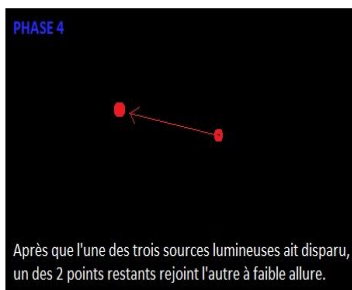 PHASE 4
Après que l'une des trois sources lumineuses ait disparu,
un des 2 points restants rejoint l'autre à faible allure.